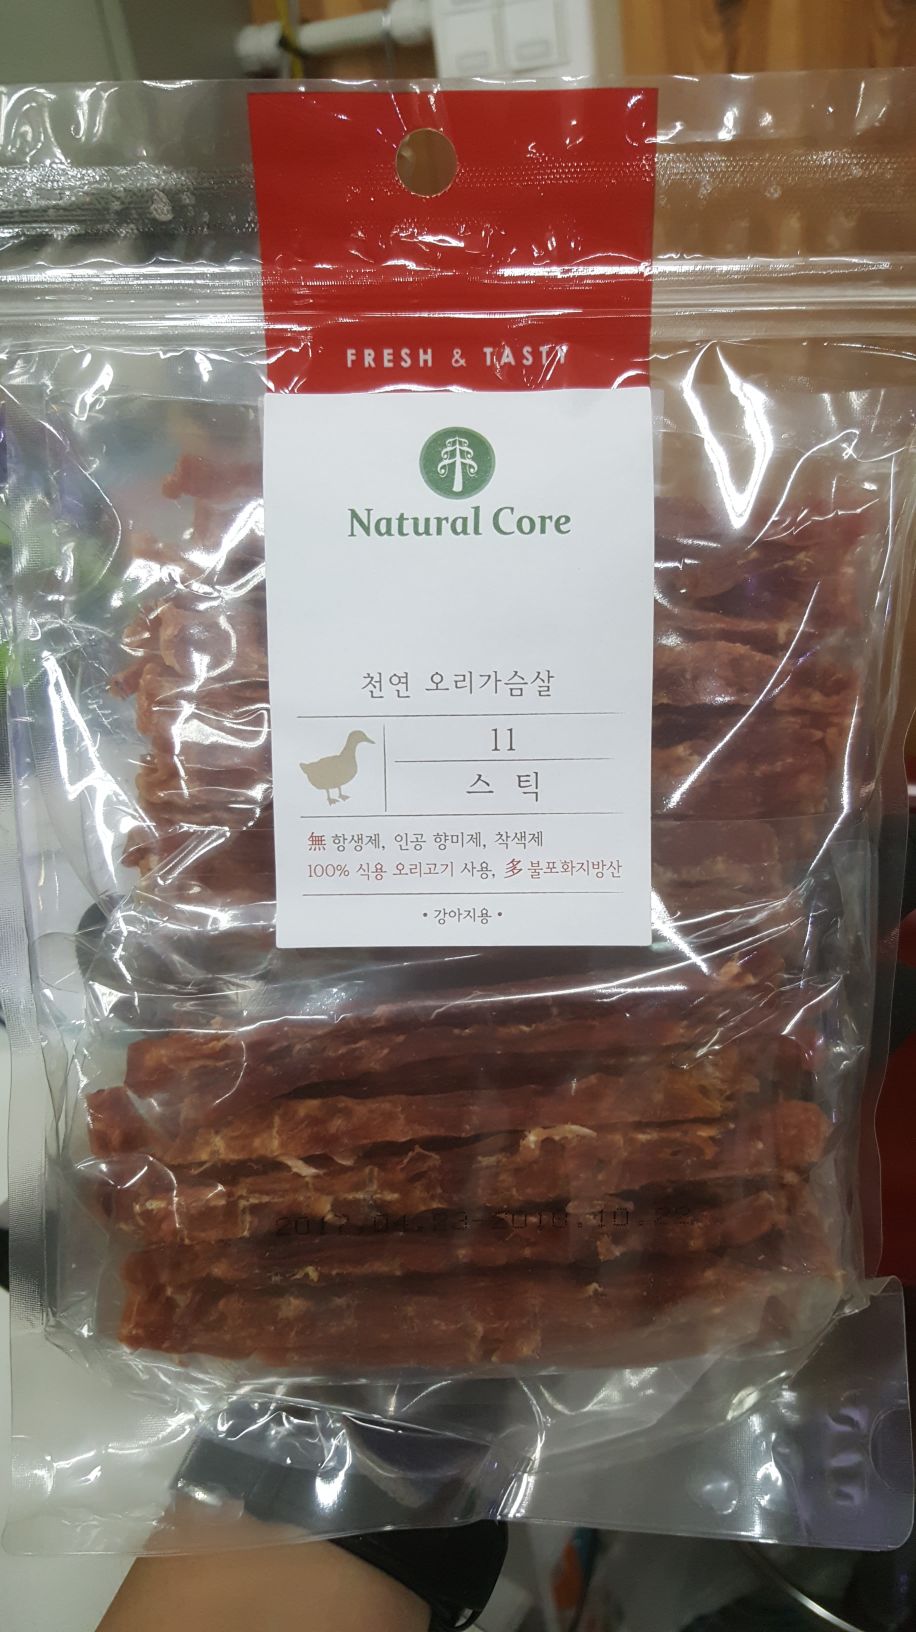 FRESH & TASTY
Natural Core
천연 오리가슴살
11
스 틱
無 항생제, 인공 향미제, 착색제
100% 식용 오리고기 사용, 多 불포화지방산
• 강아지용 •